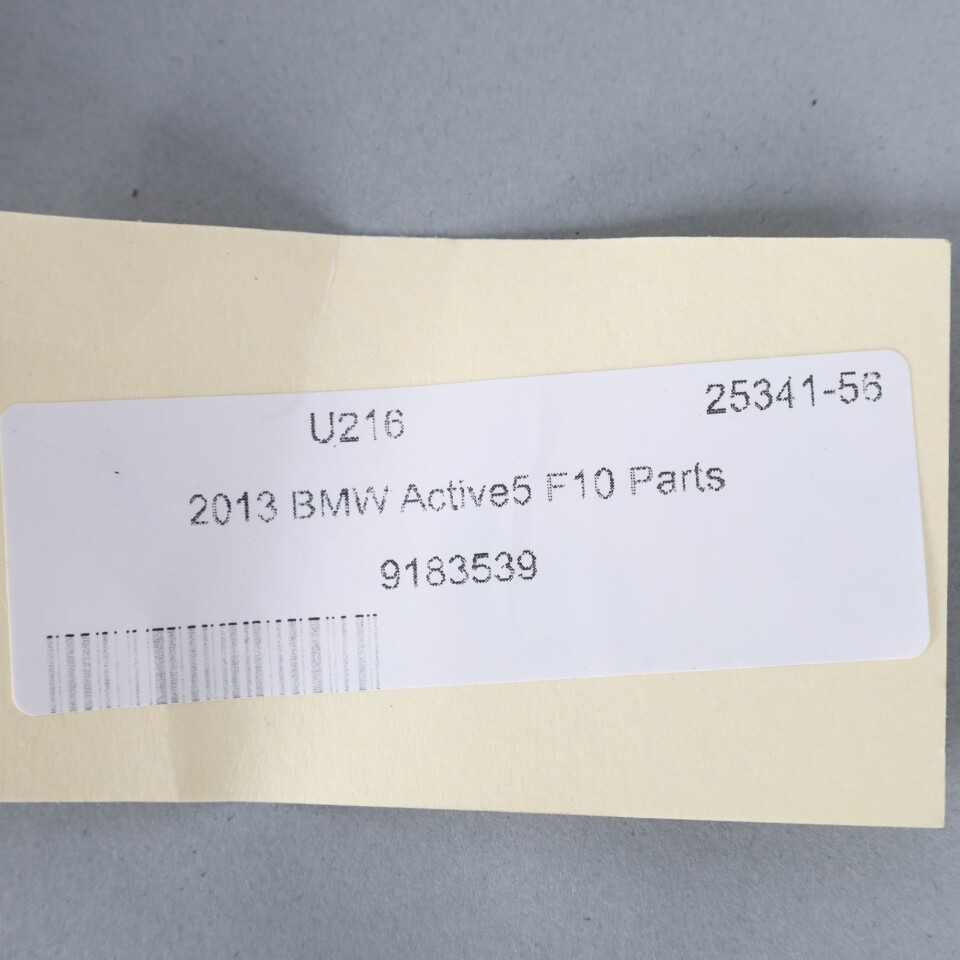 U216 25341-56
2013 BMW Active5 F10 Parts
9183539